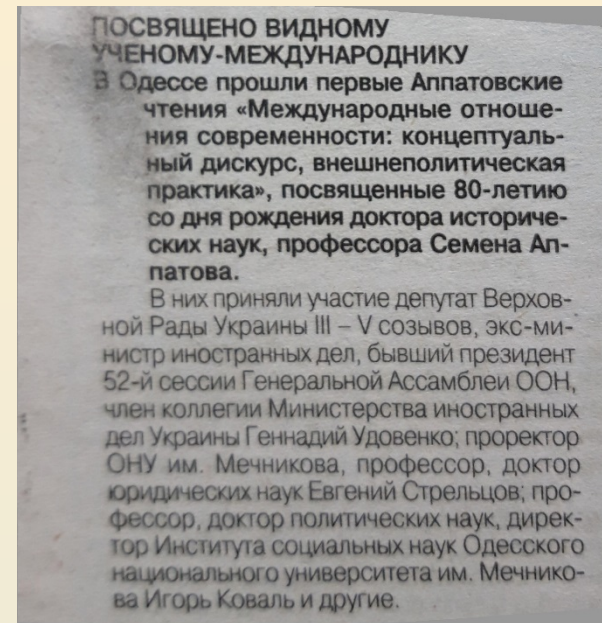 ПОСВЯЩЕНО ВИДНОМУ
УЧЕНОМУ-МЕЖДУНАРОДНИКУ
В Одессе прошли первые Аппатовские
чтения «Международные отноше-
ния современности: концептуаль-
ный дискурс, внешнеполитическая
практика», посвященные 80-летию
со дня рождения доктора историче-
ских наук, профессора Семена Ап-
патова.
В них приняли участие депутат Верхов-
ной Рады Украины III – V созывов, экс-ми-
нистр иностранных дел, бывший президент
52-й сессии Генеральной Ассамблеи ООН,
член коллегии Министерства иностранных
дел Украины Геннадий Удовенко; проректор
ОНУ им. Мечникова, профессор, доктор
юридических наук Евгений Стрельцов; про-
фессор, доктор политических наук, дирек-
тор Института социальных наук Одесского
национального университета им. Мечнико-
ва Игорь Коваль и другие.